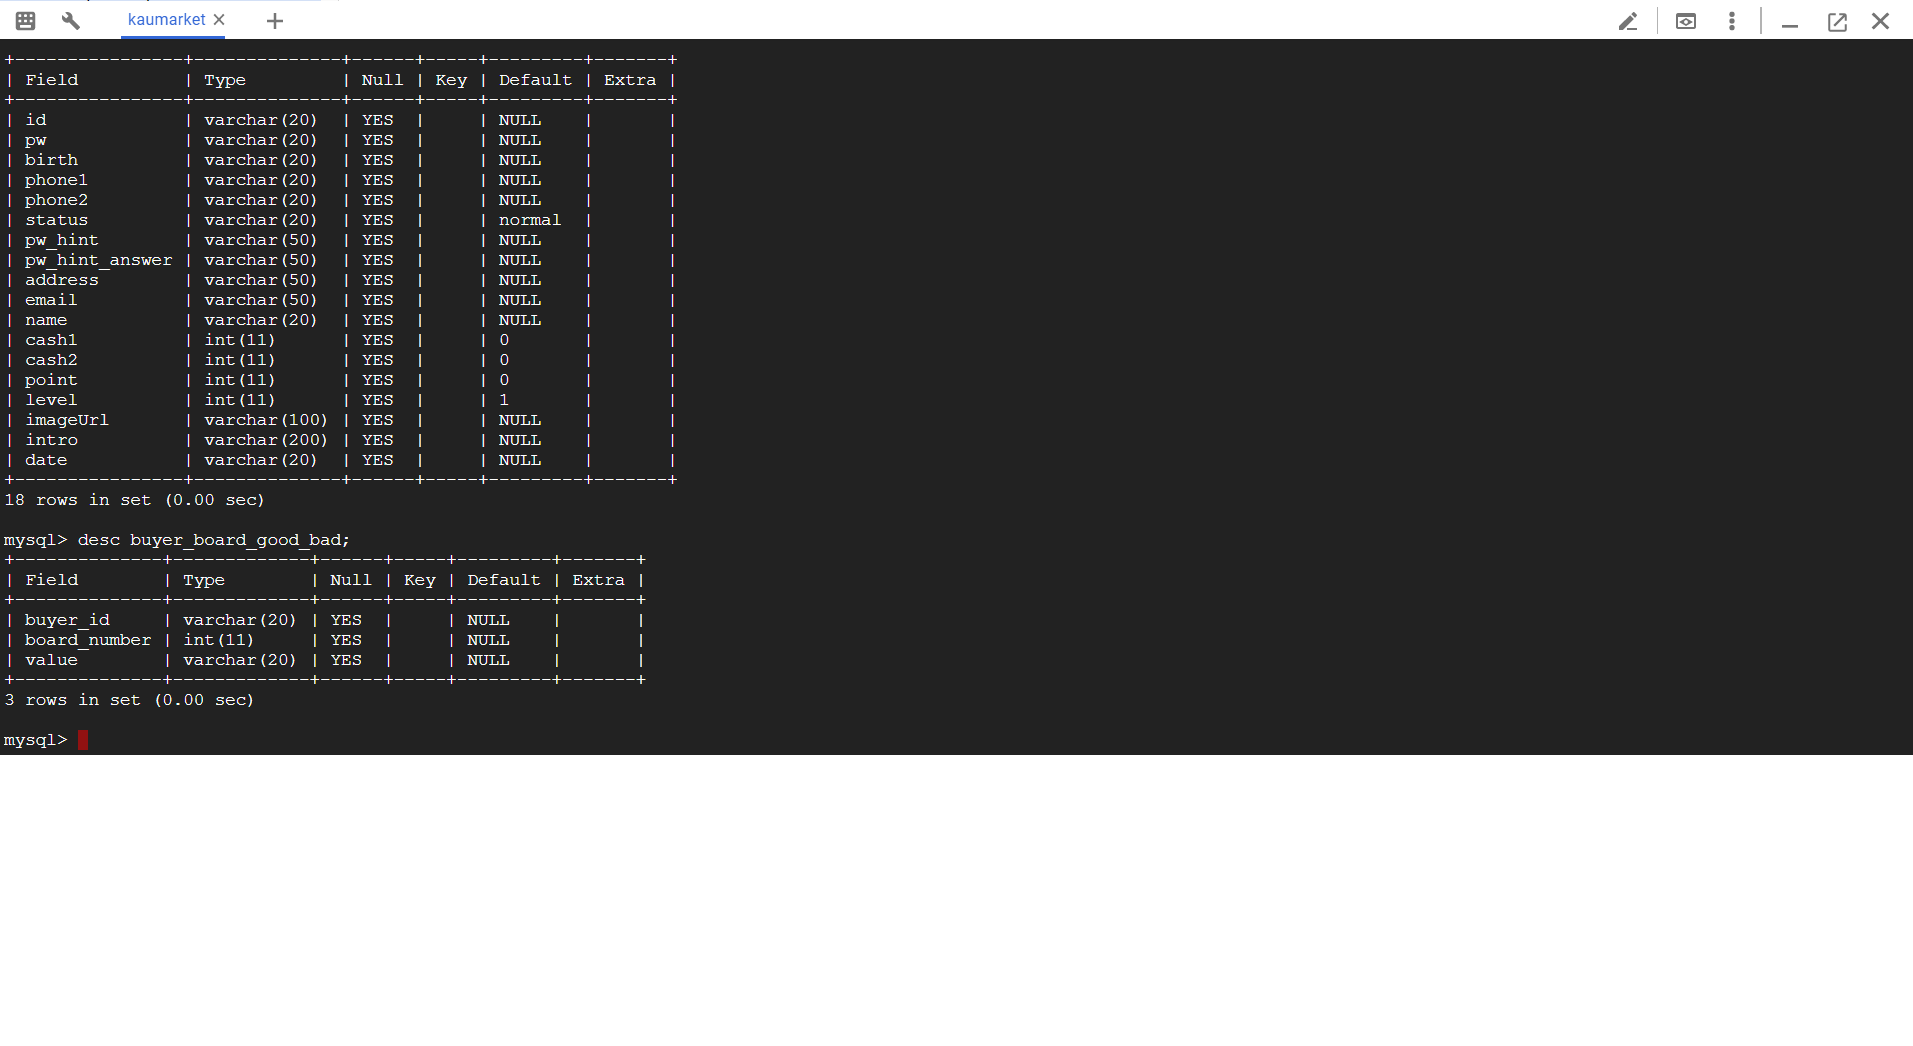 kaumarket
+----------------+--------------+------+-----+---------+-------+
| Field          | Type         | Null | Key | Default | Extra |
+----------------+--------------+------+-----+---------+-------+
| id             | varchar(20)  | YES  |     | NULL    |       |
| pw             | varchar(20)  | YES  |     | NULL    |       |
| birth          | varchar(20)  | YES  |     | NULL    |       |
| phone1         | varchar(20)  | YES  |     | NULL    |       |
| phone2         | varchar(20)  | YES  |     | NULL    |       |
| status         | varchar(20)  | YES  |     | normal  |       |
| pw_hint        | varchar(50)  | YES  |     | NULL    |       |
| pw_hint_answer | varchar(50)  | YES  |     | NULL    |       |
| address        | varchar(50)  | YES  |     | NULL    |       |
| email          | varchar(50)  | YES  |     | NULL    |       |
| name           | varchar(20)  | YES  |     | NULL    |       |
| cash1          | int(11)      | YES  |     | 0       |       |
| cash2          | int(11)      | YES  |     | 0       |       |
| point          | int(11)      | YES  |     | 0       |       |
| level          | int(11)      | YES  |     | 1       |       |
| imageUrl       | varchar(100) | YES  |     | NULL    |       |
| intro          | varchar(200) | YES  |     | NULL    |       |
| date           | varchar(20)  | YES  |     | NULL    |       |
+----------------+--------------+------+-----+---------+-------+
18 rows in set (0.00 sec)
mysql> desc buyer_board_good_bad;
+--------------+-------------+------+-----+---------+-------+
| Field        | Type        | Null | Key | Default | Extra |
+--------------+-------------+------+-----+---------+-------+
| buyer_id     | varchar(20) | YES  |     | NULL    |       |
| board_number | int(11)     | YES  |     | NULL    |       |
| value        | varchar(20) | YES  |     | NULL    |       |
+--------------+-------------+------+-----+---------+-------+
3 rows in set (0.00 sec)
mysql>